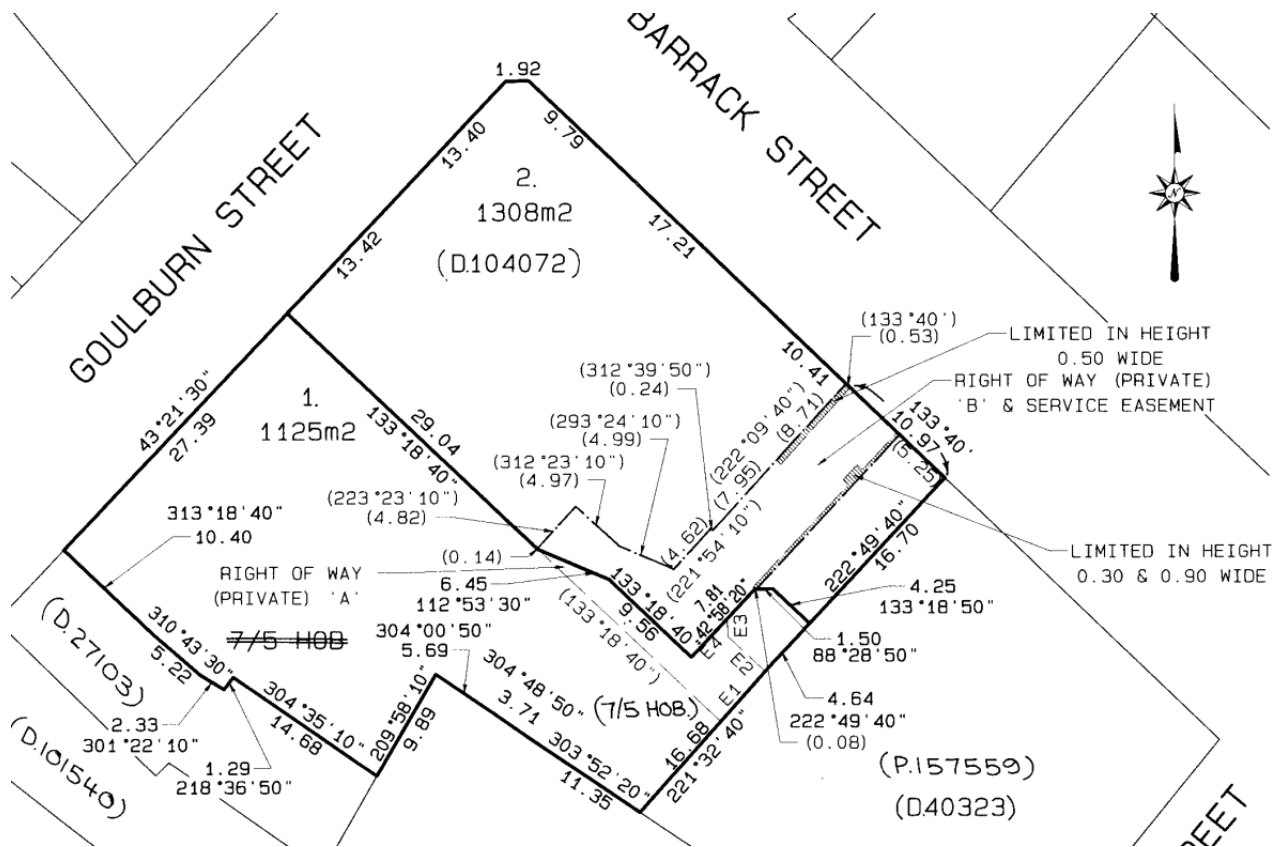 BARRACK STREET
GOULBURN STREET
1.92
13.40
9.79
2.
1308m2
(D.104072)
17.21
13.42
N
(133°40')
(0.53)
LIMITED IN HEIGHT
0.50 WIDE
10.41
RIGHT OF WAY (PRIVATE)
'B' & SERVICE EASEMENT
(312°39'50")
(0.24)
(222°09'40")
(8.71)
133°40'
10.97
(5.25)
43°21'30"
27.39
1.
1125m2
29.04
133°18'40"
(293°24'10")
(4.99)
(312°23'10")
(4.97)
(7.95)
(221°54'10")
(4.62)
(223°23'10")
(4.82)
(0.14)
313°18'40"
10.40
222°49'40"
16.70
LIMITED IN HEIGHT
0.30 & 0.90 WIDE
RIGHT OF WAY
(PRIVATE) 'A'
6.45
112°53'30"
133°18'40"
9.56
(133°18'40")
7.81
42°58'20"
4.25
133°18'50"
1.50
88°28'50"
E4
E3
E2
E1
(D.27103)
7/5 HOB
310°43'30"
5.22
304°00'50"
5.69
304°48'50"
3.71
(7/5 HOB.)
4.64
222°49'40"
(0.08)
2.33
301°22'10"
304°35'10"
14.68
209°58'10"
9.89
303°52'20"
11.35
16.68
221°32'40"
1.29
218°36'50"
(D.101540)
(P.157559)
(D.40323)
REET